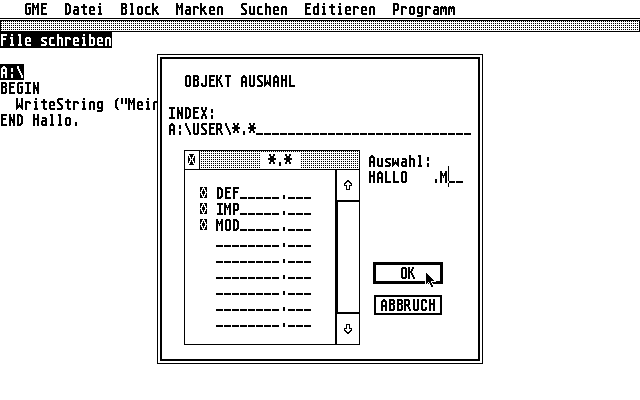 GME Datei Block Marken Suchen Editieren Programm
File schreiben
A:\
BEGIN
WriteString ("Mein
END Hallo.
OBJEKT AUSWAHL
INDEX:
A:\USER\*.*___________________________
*.*
DEF_____.___
IMP_____.___
MOD_____.___
________.___
________.___
________.___
________.___
________.___
________.___
Auswahl:
HALLO   .M__
OK
ABBRUCH